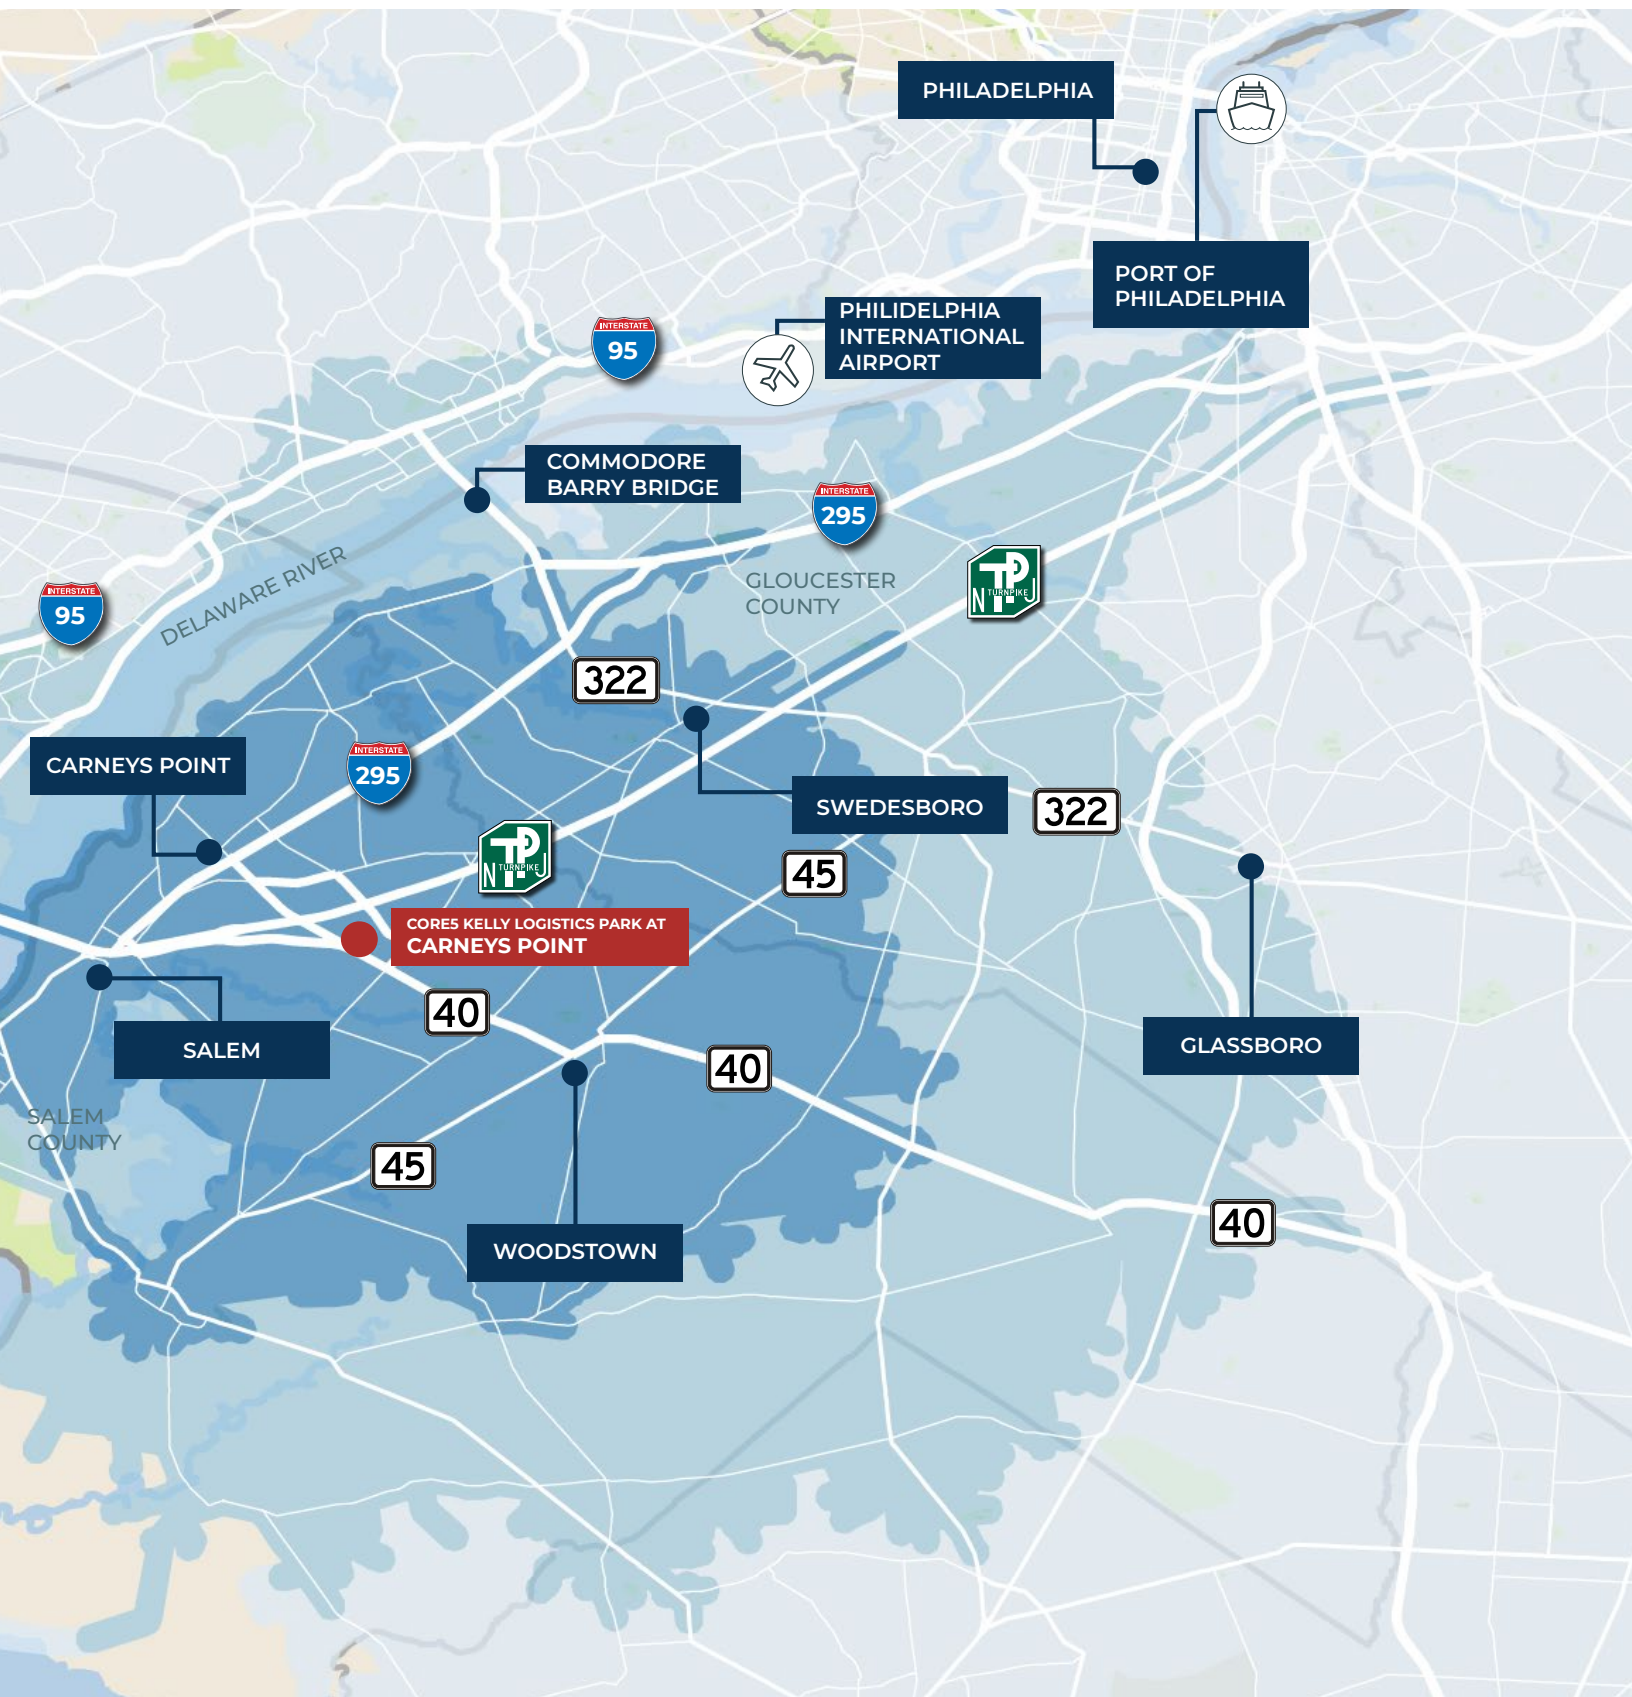 PHILADELPHIA
PORT OF
PHILADELPHIA
PHILIDELPHIA
INTERNATIONAL
AIRPORT
INTERSTATE
95
COMMODORE
BARRY BRIDGE
INTERSTATE
295
DELAWARE RIVER
GLOUCESTER
COUNTY
N TP J
TURNPIKE
INTERSTATE
95
322
CARNEYS POINT
INTERSTATE
295
SWEDESBORO
322
N TP J
TURNPIKE
45
CORE5 KELLY LOGISTICS PARK AT
CARNEYS POINT
40
SALEM
40
GLASSBORO
SALEM
COUNTY
45
40
WOODSTOWN